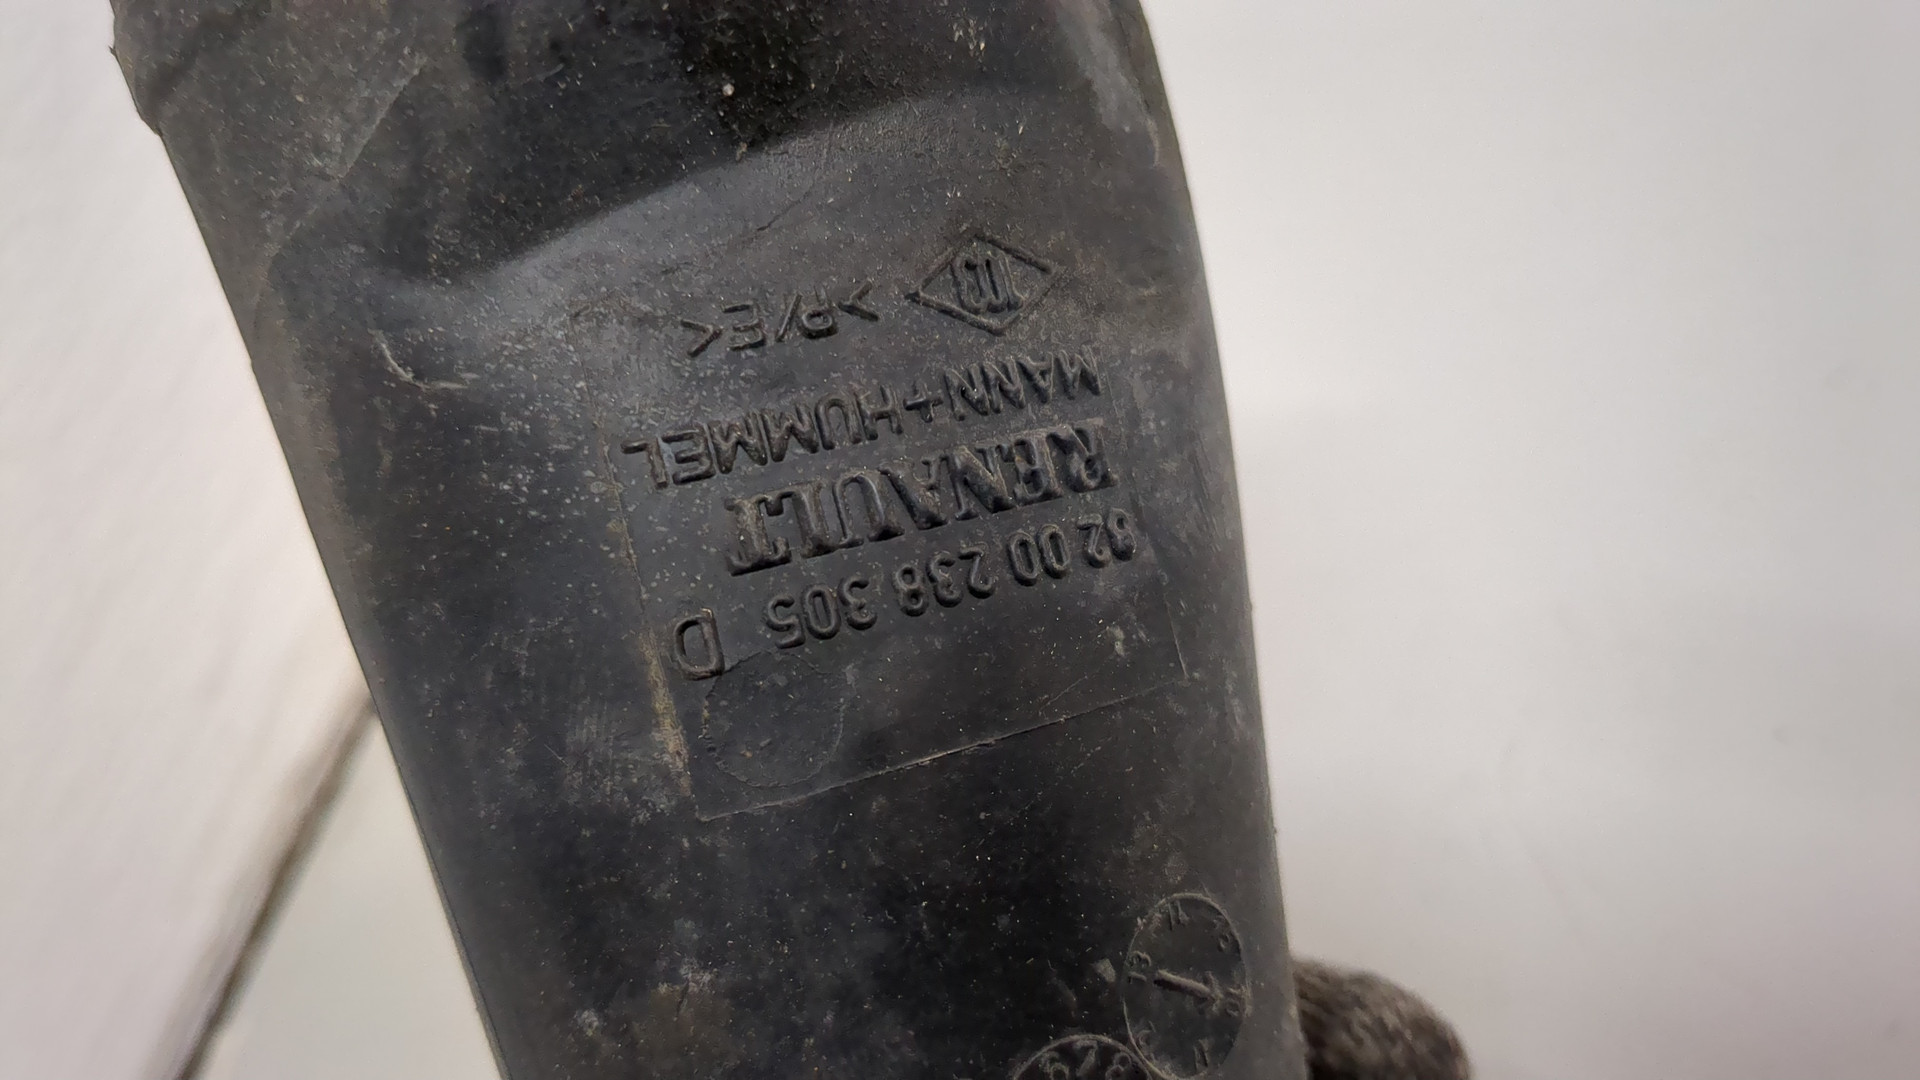 82 00 238 305 D
RENAULT
MANN+HUMMEL
>P/E<